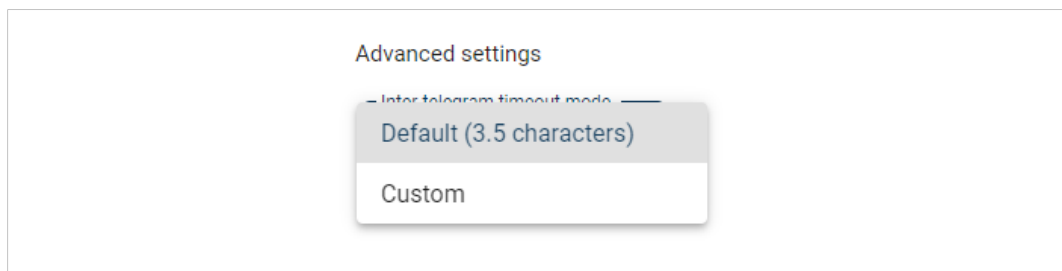 Advanced settings
Inter telegram timeout mode
Default (3.5 characters)
Custom